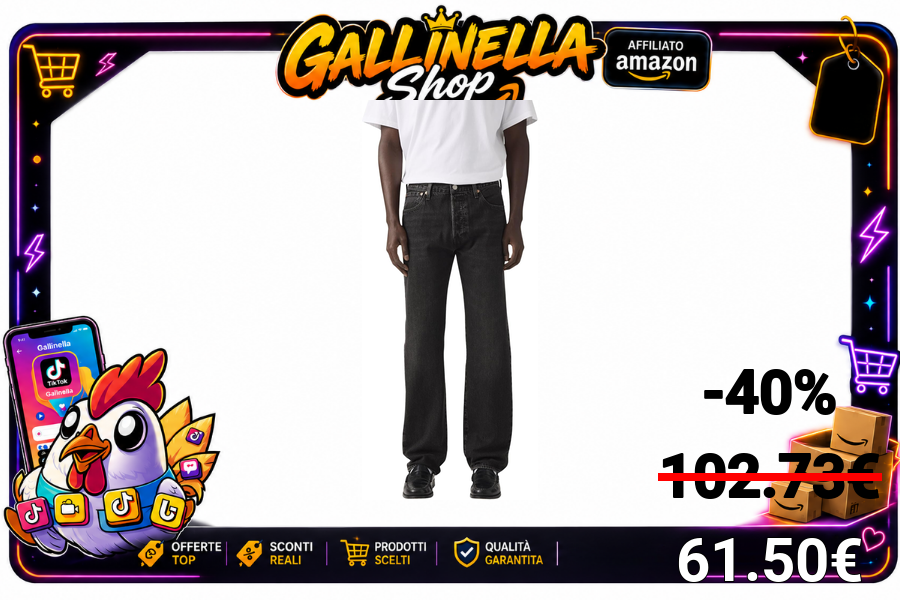 GALLINELLA
Shop
AFFILIATO
amazon
Gallinella
TikTok
Gallinella
-40%
102.73€
61.50€
OFFERTE
TOP
SCONTI
REALI
PRODOTTI
SCELTI
QUALITÀ
GARANTITA